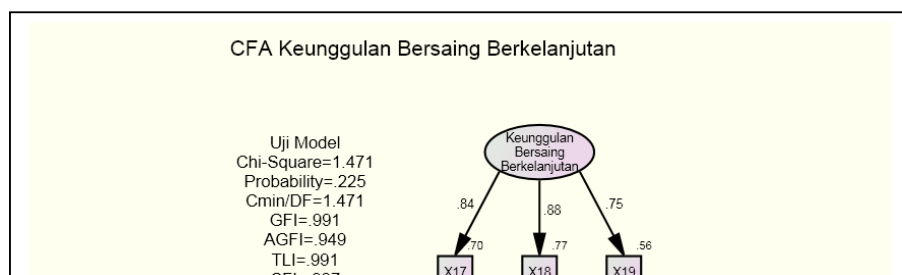 CFA Keunggulan Bersaing Berkelanjutan
Uji Model
Chi-Square=1.471
Probability=.225
Cmin/DF=1.471
GFI=.991
AGFI=.949
TLI=.991
Keunggulan
Bersaing
Berkelanjutan
.84
.88
.75
.70
.77
.56
X17
X18
X19